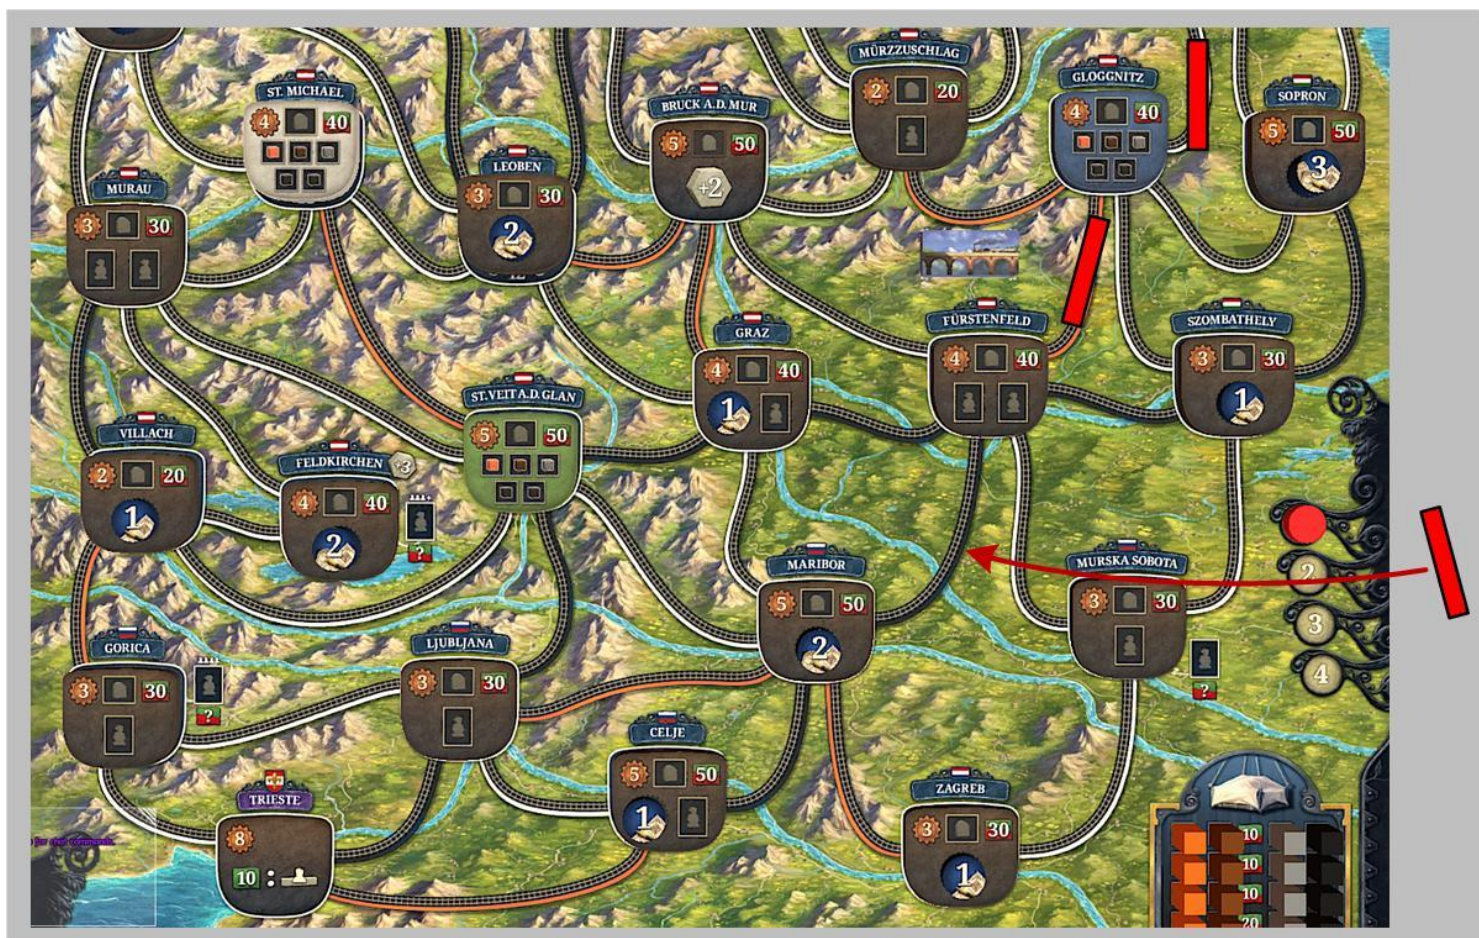 MÜRZZUSCHLAG
2 20
GLOGGNITZ
4 40
SOPRON
5 50
3
ST. MICHAEL
4 40
BRUCK A.D. MUR
5 50
+2
LEOBEN
3 30
2
MURAU
3 30
GRAZ
4 40
1
FÜRSTENFELD
4 40
SZOMBATHELY
3 30
1
ST. VEIT A.D. GLAN
5 50
VILLACH
2 20
1
FELDKIRCHEN
4 40
2
?
MARIBOR
5 50
2
MURSKA SOBOTA
3 30
?
2
3
4
GORICA
3 30
?
LJUBLJANA
3 30
CELJE
5 50
1
ZAGREB
3 30
1
TRIESTE
8
10 :
10
10
10
20